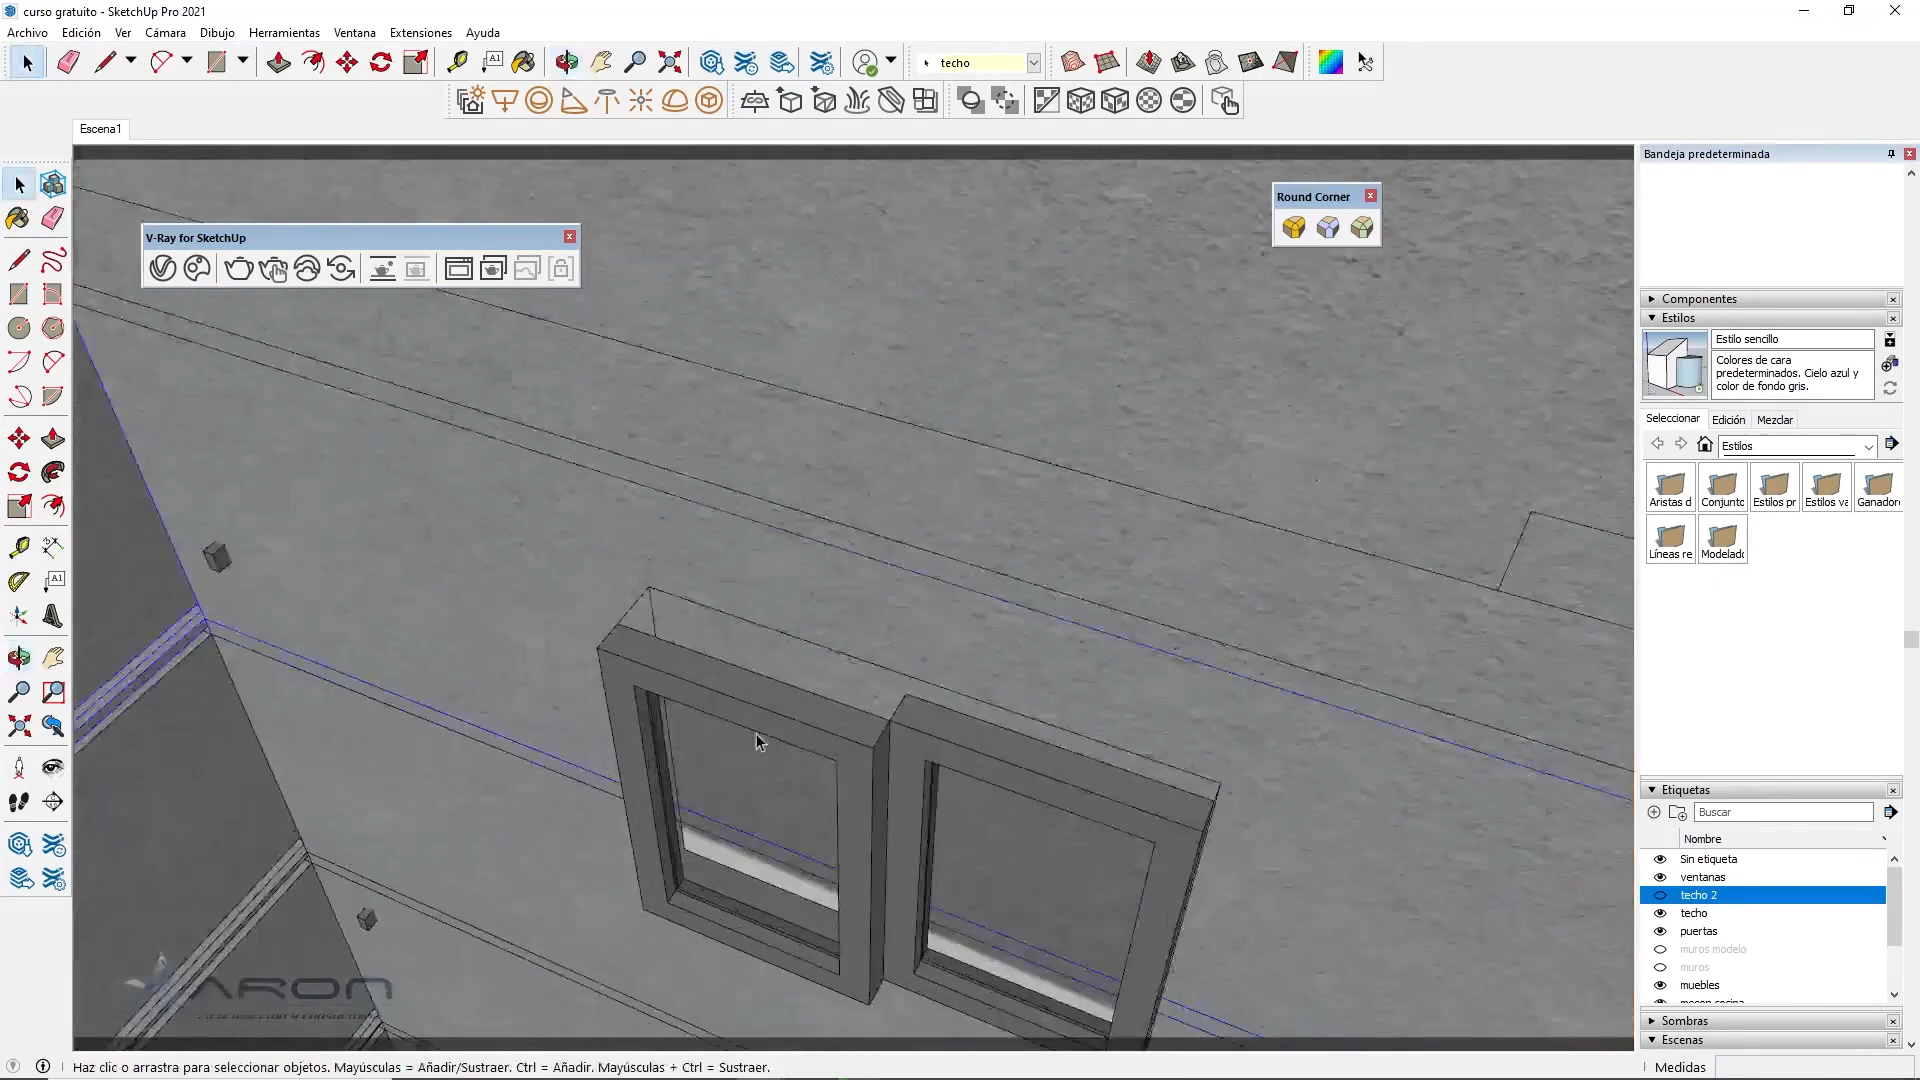 curso gratuito - SketchUp Pro 2021
Archivo Edición Ver Cámara Dibujo Herramientas Ventana Extensiones Ayuda
techo
Escena1
Bandeja predeterminada
Round Corner
V-Ray for SketchUp
Componentes
Estilos
Estilo sencillo
Colores de cara
predeterminados. Cielo azul y
color de fondo gris.
Seleccionar Edición Mezclar
Estilos
Aristas d Conjunto Estilos pr Estilos va Ganadore
Líneas re Modelado
Etiquetas
Buscar
Nombre
Sin etiqueta
ventanas
techo 2
techo
puertas
muros modelo
muros
muebles
Sombras
Escenas
ARON
Haz clic o arrastra para seleccionar objetos. Mayúsculas = Añadir/Sustraer. Ctrl = Añadir. Mayúsculas + Ctrl = Sustraer.
Medidas